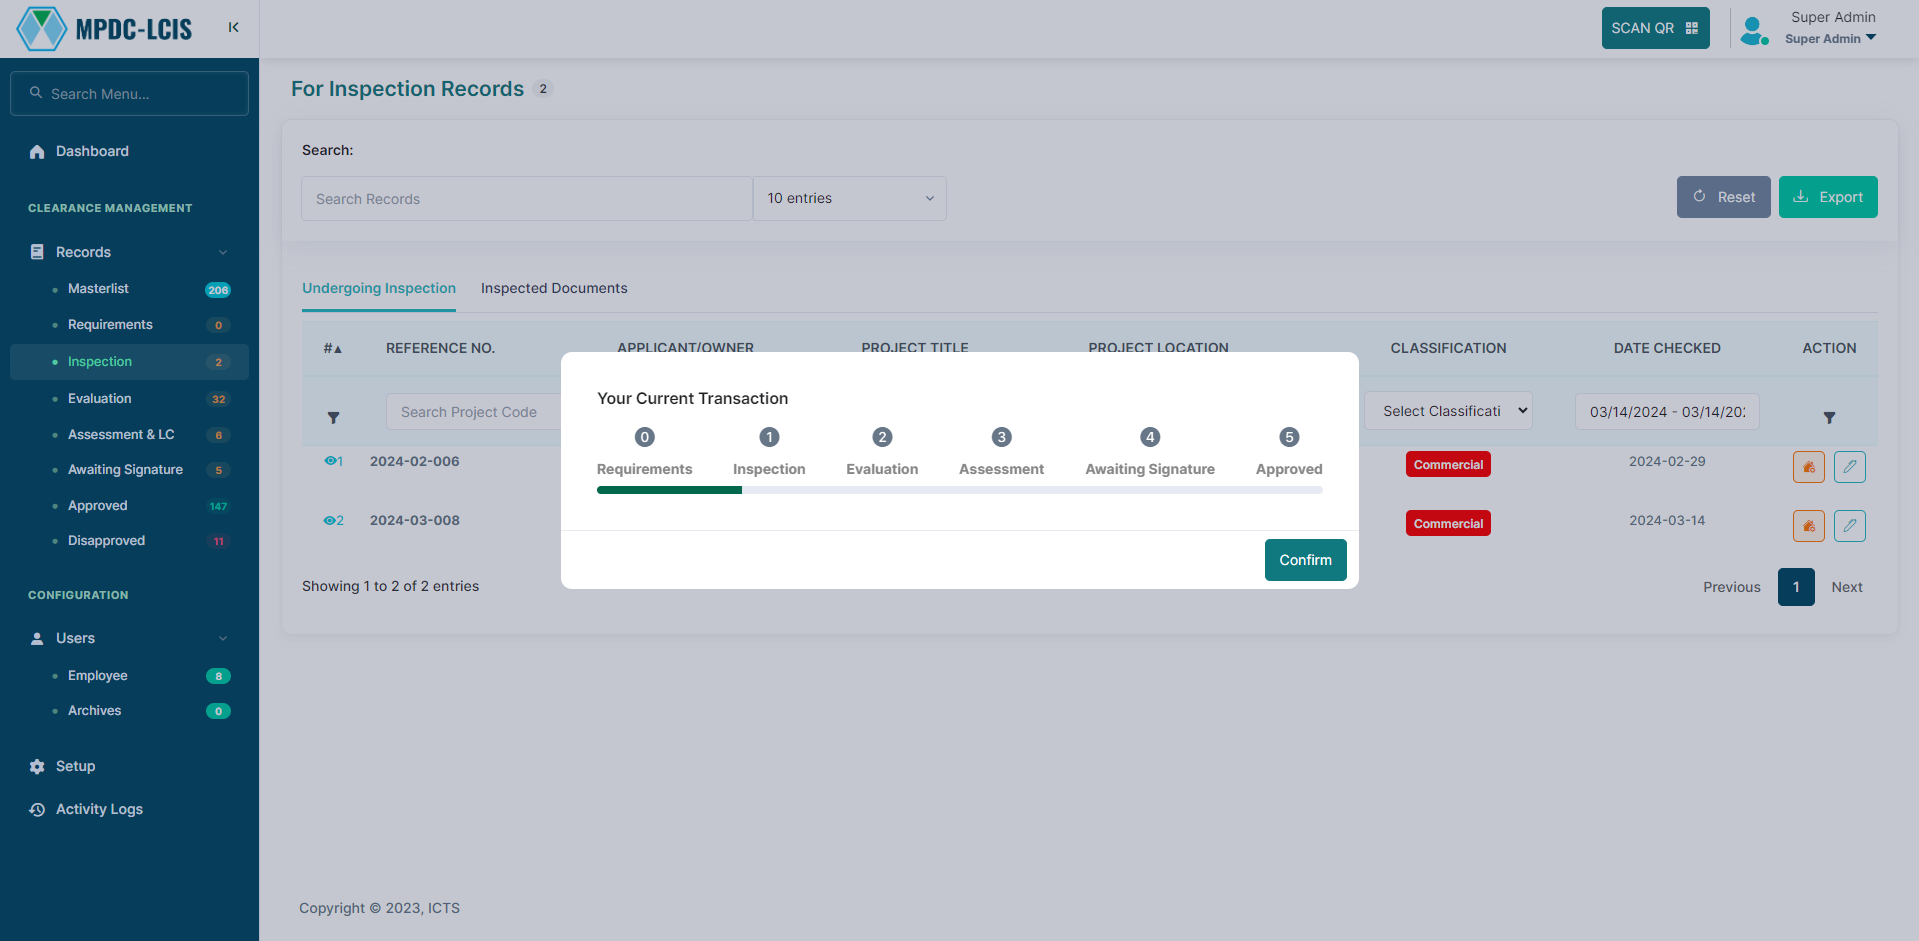 MPDC-LCIS
SCAN QR
Super Admin
Super Admin
Search Menu...
Dashboard
CLEARANCE MANAGEMENT
Records
Masterlist 206
Requirements 0
Inspection 2
Evaluation 32
Assessment & LC 6
Awaiting Signature 5
Approved 147
Disapproved 11
CONFIGURATION
Users
Employee 8
Archives 0
Setup
Activity Logs
For Inspection Records 2
Search:
Search Records
10 entries
Reset
Export
Undergoing Inspection
Inspected Documents
# REFERENCE NO. APPLICANT/OWNER PROJECT TITLE PROJECT LOCATION CLASSIFICATION DATE CHECKED ACTION
Search Project Code Select Classificati 03/14/2024 - 03/14/202
1 2024-02-006 Commercial 2024-02-29
2 2024-03-008 Commercial 2024-03-14
Showing 1 to 2 of 2 entries
Previous 1 Next
Your Current Transaction
0 1 2 3 4 5
Requirements Inspection Evaluation Assessment Awaiting Signature Approved
Confirm
Copyright © 2023, ICTS